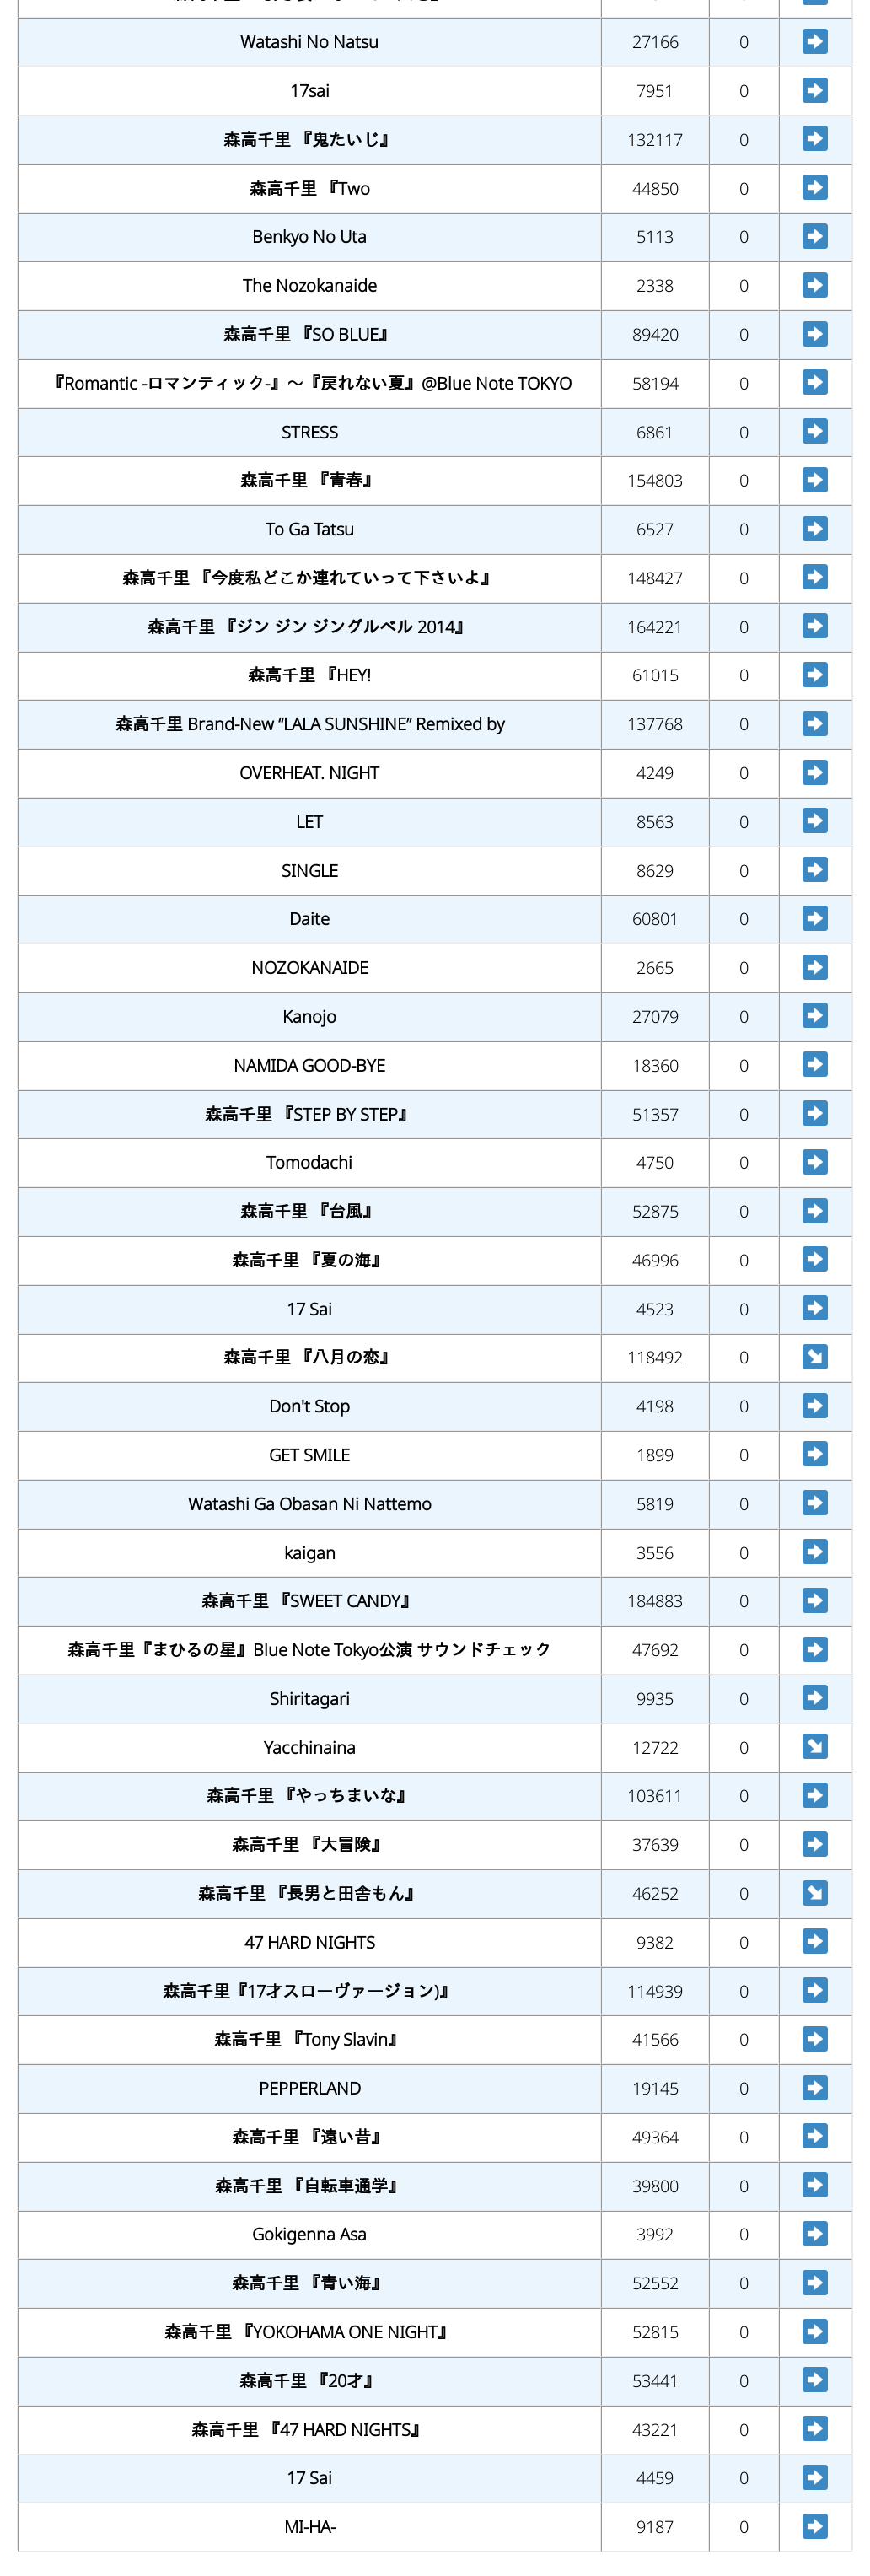 Watashi No Natsu 27166 0
17sai 7951 0
森高千里 『鬼たいじ』 132117 0
森高千里 『Two 44850 0
Benkyo No Uta 5113 0
The Nozokanaide 2338 0
森高千里 『SO BLUE』 89420 0
『Romantic -ロマンティック-』～『戻れない夏』@Blue Note TOKYO 58194 0
STRESS 6861 0
森高千里 『青春』 154803 0
To Ga Tatsu 6527 0
森高千里 『今度私どこか連れていって下さいよ』 148427 0
森高千里 『ジン ジン ジングルベル 2014』 164221 0
森高千里 『HEY! 61015 0
森高千里 Brand-New “LALA SUNSHINE” Remixed by 137768 0
OVERHEAT. NIGHT 4249 0
LET 8563 0
SINGLE 8629 0
Daite 60801 0
NOZOKANAIDE 2665 0
Kanojo 27079 0
NAMIDA GOOD-BYE 18360 0
森高千里 『STEP BY STEP』 51357 0
Tomodachi 4750 0
森高千里 『台風』 52875 0
森高千里 『夏の海』 46996 0
17 Sai 4523 0
森高千里 『八月の恋』 118492 0
Don't Stop 4198 0
GET SMILE 1899 0
Watashi Ga Obasan Ni Nattemo 5819 0
kaigan 3556 0
森高千里 『SWEET CANDY』 184883 0
森高千里『まひるの星』Blue Note Tokyo公演 サウンドチェック 47692 0
Shiritagari 9935 0
Yacchinaina 12722 0
森高千里 『やっちまいな』 103611 0
森高千里 『大冒険』 37639 0
森高千里 『長男と田舎もん』 46252 0
47 HARD NIGHTS 9382 0
森高千里『17才スローヴァージョン)』 114939 0
森高千里 『Tony Slavin』 41566 0
PEPPERLAND 19145 0
森高千里 『遠い昔』 49364 0
森高千里 『自転車通学』 39800 0
Gokigenna Asa 3992 0
森高千里 『青い海』 52552 0
森高千里 『YOKOHAMA ONE NIGHT』 52815 0
森高千里 『20才』 53441 0
森高千里 『47 HARD NIGHTS』 43221 0
17 Sai 4459 0
MI-HA- 9187 0